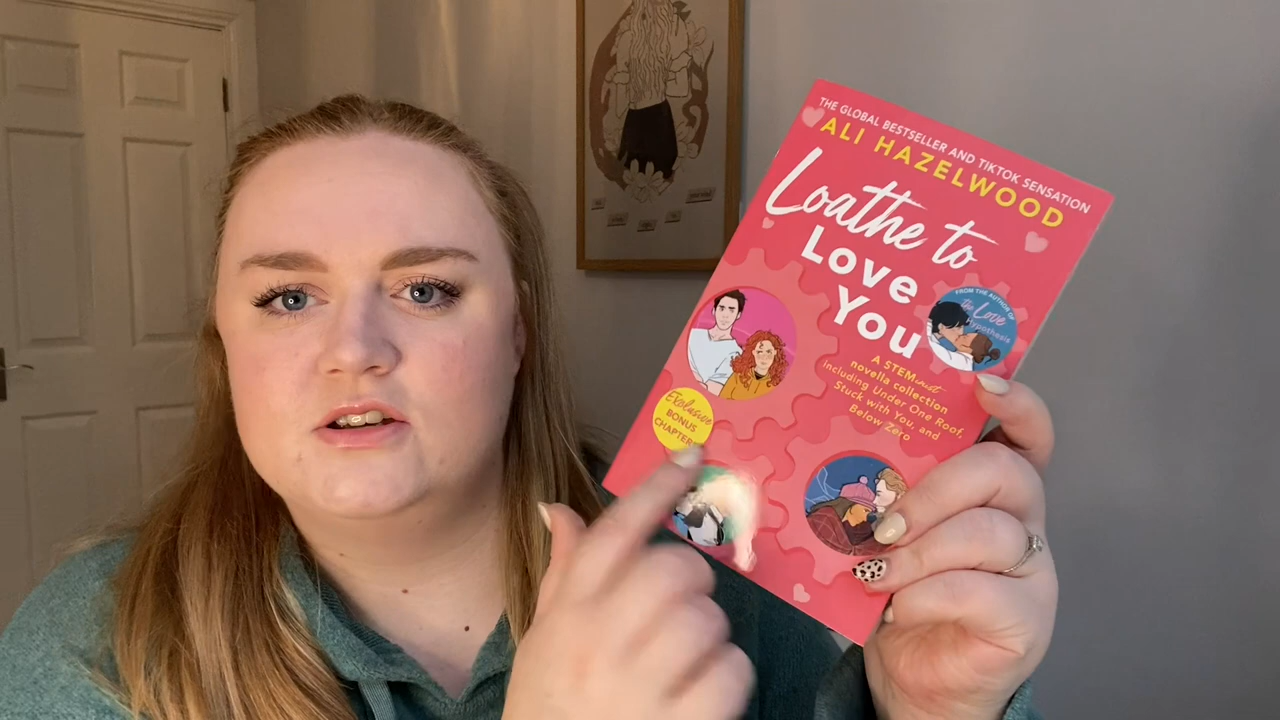 THE GLOBAL BESTSELLER AND TIKTOK SENSATION
ALI HAZELWOOD
Loathe to
Love
You
FROM THE AUTHOR OF
the Love
Hypothesis
A STEMinist
novella collection
including Under One Roof,
Stuck with You, and
Below Zero
Exclusive
BONUS
CHAPTER